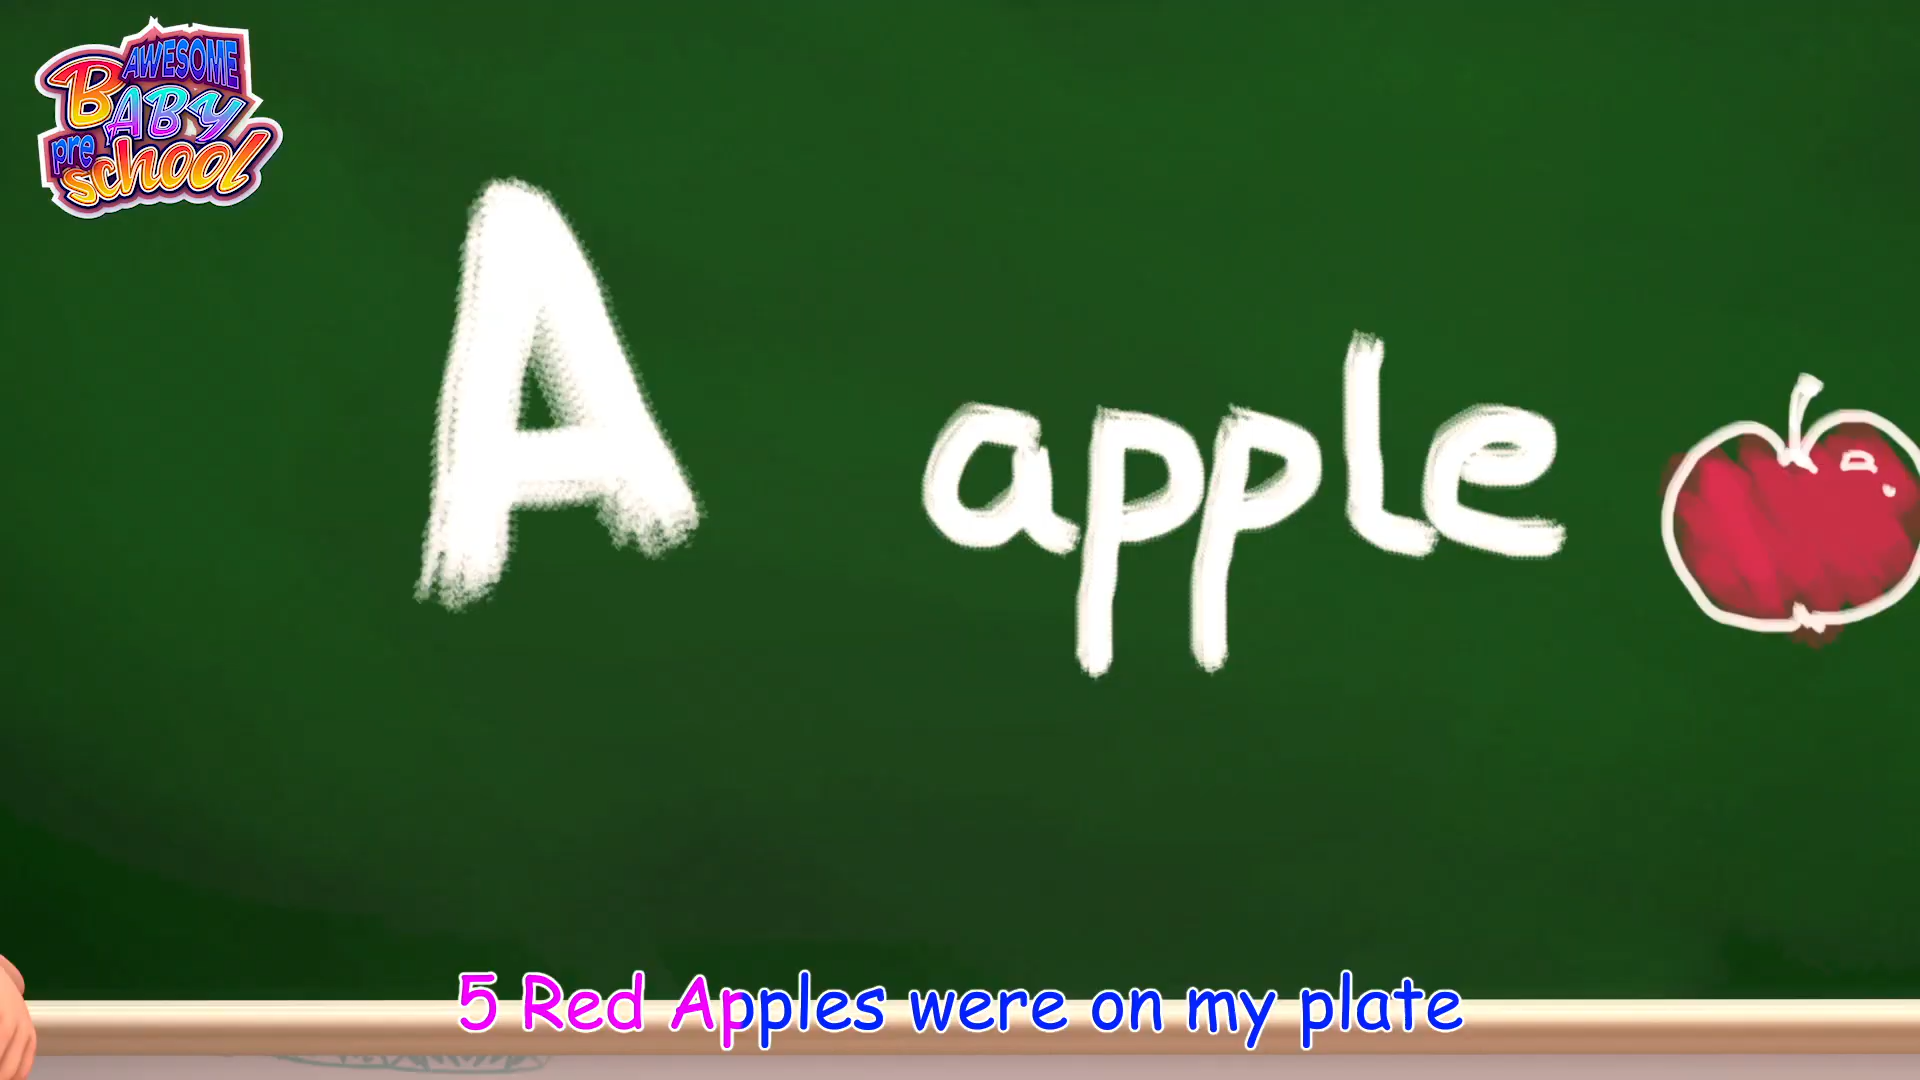 AWESOME
BABY
pre
school
A apple
5 Red Apples were on my plate